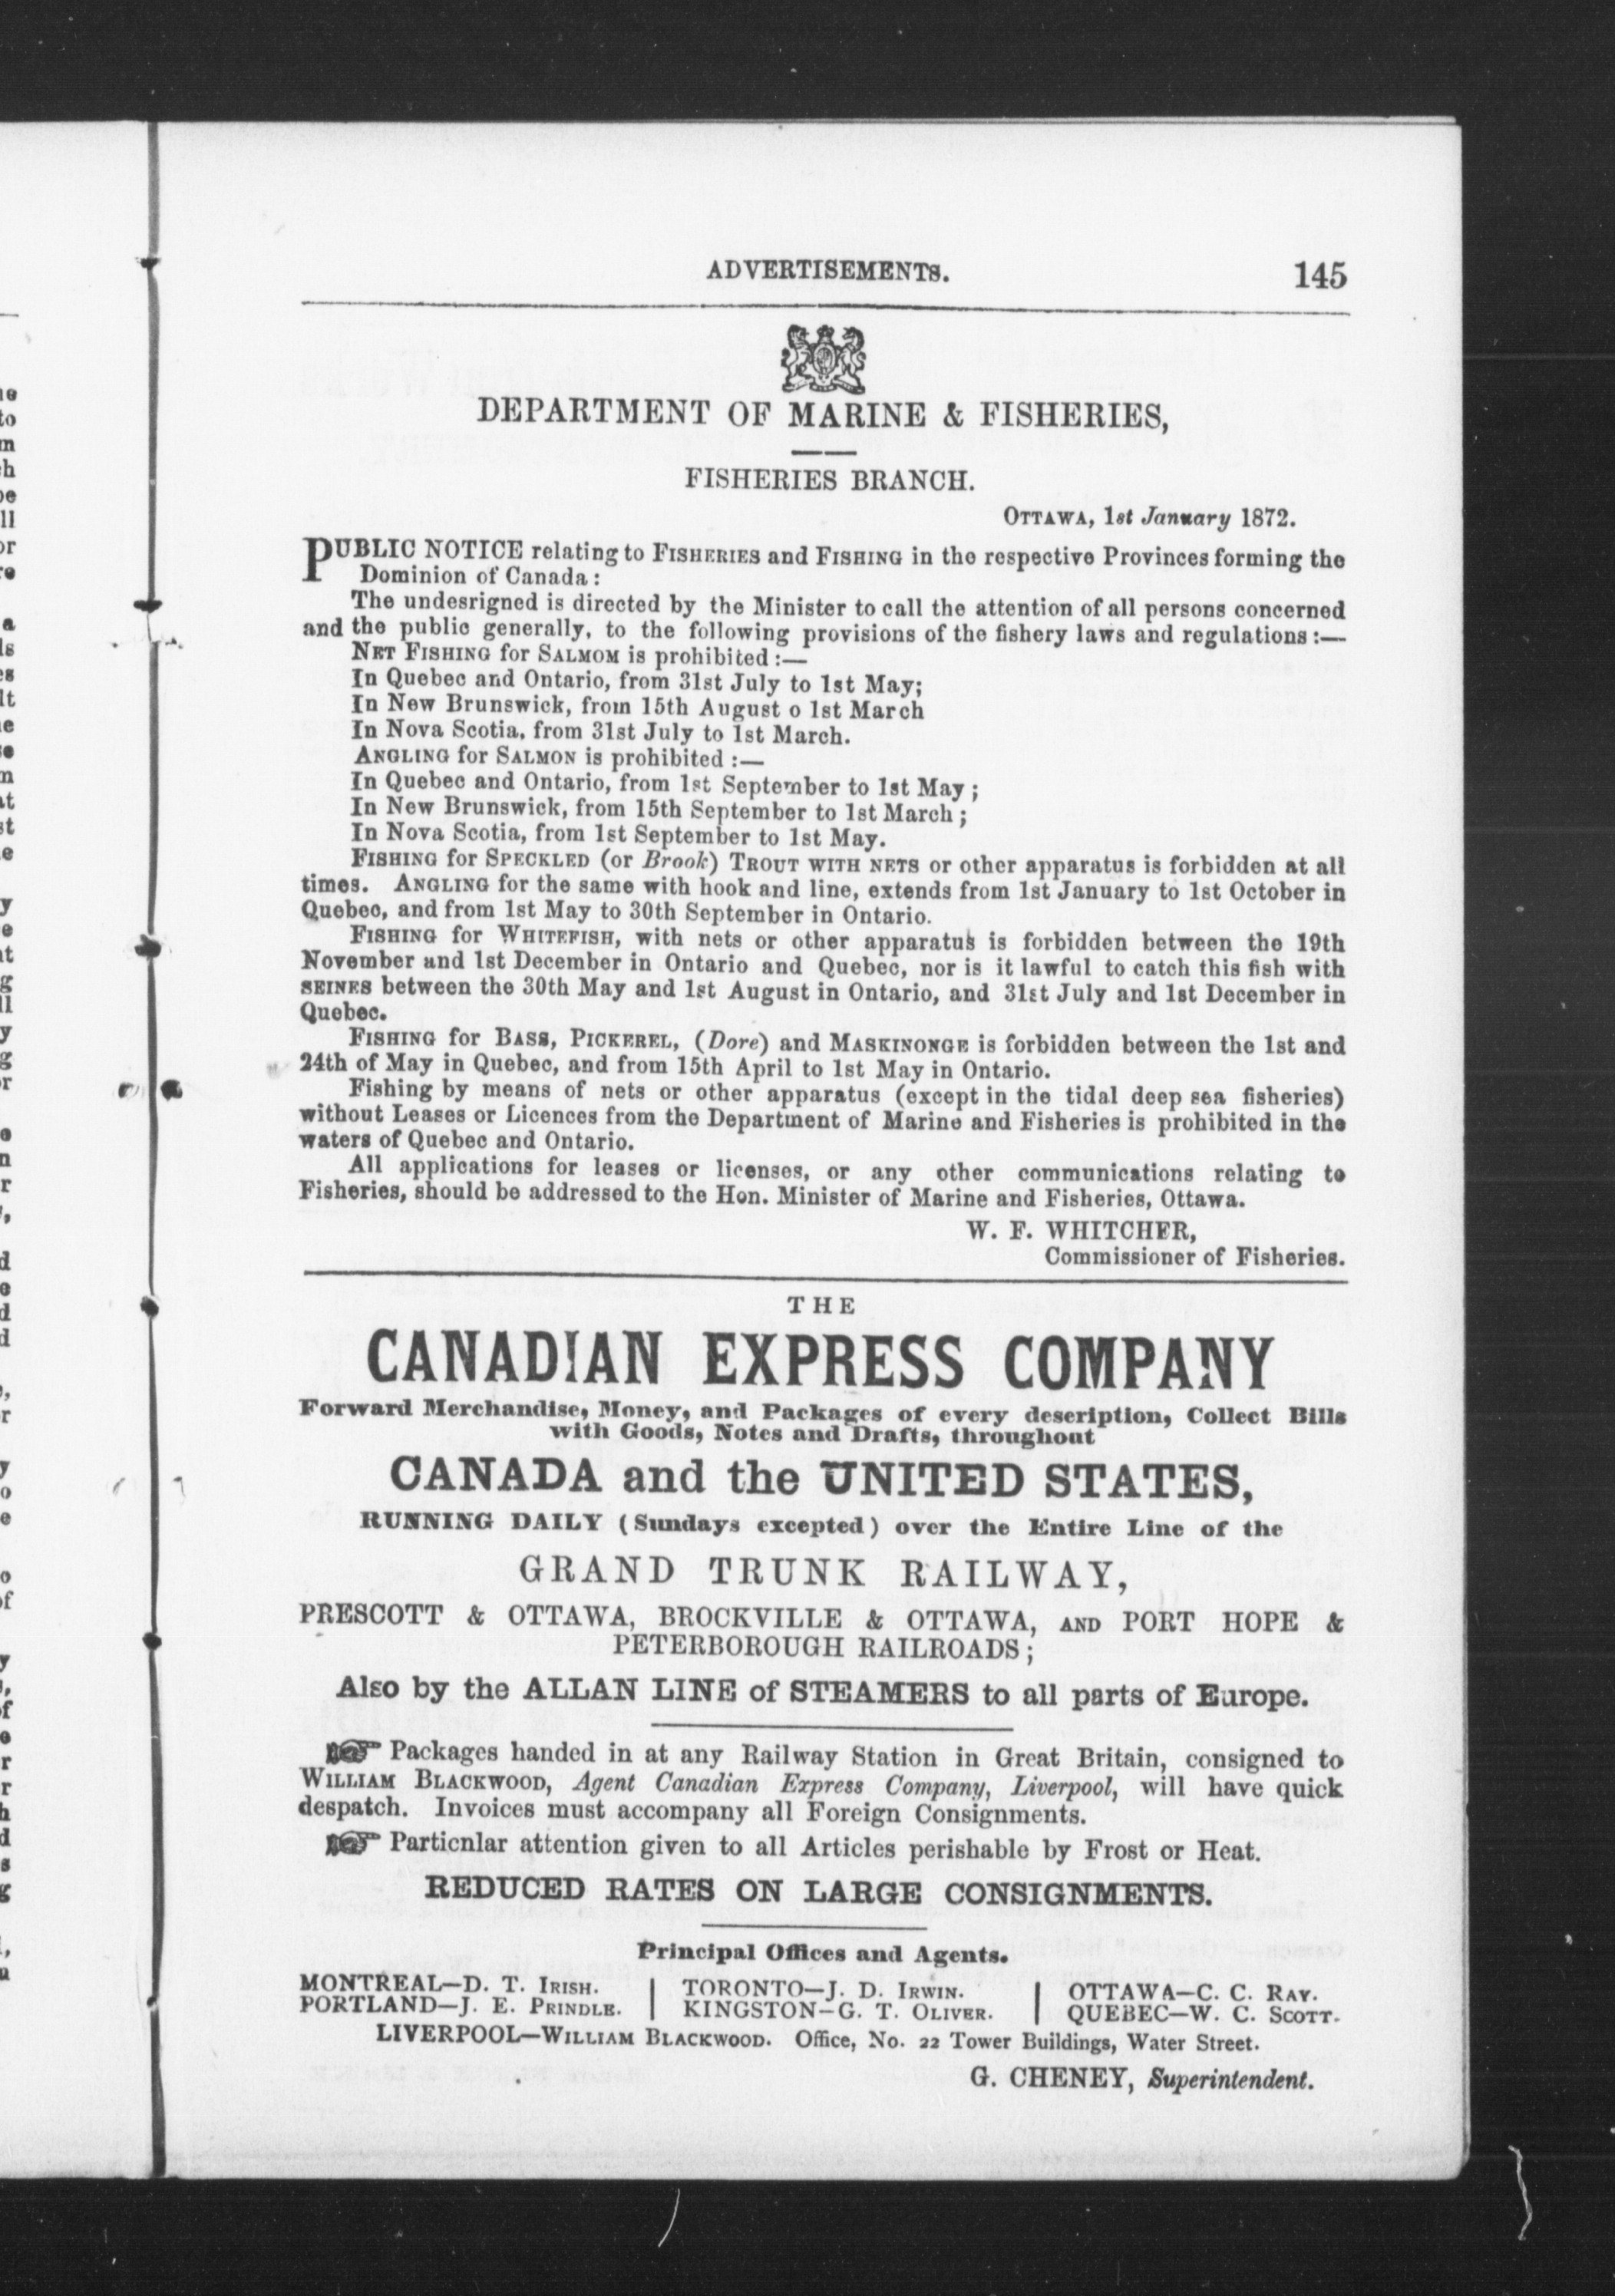 ADVERTISEMENTS. 145
DEPARTMENT OF MARINE & FISHERIES,
FISHERIES BRANCH.
OTTAWA, 1st January 1872.
PUBLIC NOTICE relating to FISHERIES and FISHING in the respective Provinces forming the
Dominion of Canada:
The undesrigned is directed by the Minister to call the attention of all persons concerned
and the public generally, to the following provisions of the fishery laws and regulations:—
NET FISHING for SALMOM is prohibited:—
In Quebec and Ontario, from 31st July to 1st May;
In New Brunswick, from 15th August o 1st March
In Nova Scotia, from 31st July to 1st March.
ANGLING for SALMON is prohibited:—
In Quebec and Ontario, from 1st September to 1st May;
In New Brunswick, from 15th September to 1st March;
In Nova Scotia, from 1st September to 1st May.
FISHING for SPECKLED (or Brook) TROUT WITH NETS or other apparatus is forbidden at all
times. ANGLING for the same with hook and line, extends from 1st January to 1st October in
Quebec, and from 1st May to 30th September in Ontario.
FISHING for WHITEFISH, with nets or other apparatus is forbidden between the 19th
November and 1st December in Ontario and Quebec, nor is it lawful to catch this fish with
SEINES between the 30th May and 1st August in Ontario, and 31st July and 1st December in
Quebec.
FISHING for BASS, PICKEREL, (Dore) and MASKINONGE is forbidden between the 1st and
24th of May in Quebec, and from 15th April to 1st May in Ontario.
Fishing by means of nets or other apparatus (except in the tidal deep sea fisheries)
without Leases or Licences from the Department of Marine and Fisheries is prohibited in the
waters of Quebec and Ontario.
All applications for leases or licenses, or any other communications relating to
Fisheries, should be addressed to the Hon. Minister of Marine and Fisheries, Ottawa.
W. F. WHITCHER,
Commissioner of Fisheries.
THE
CANADIAN EXPRESS COMPANY
Forward Merchandise, Money, and Packages of every description, Collect Bills
with Goods, Notes and Drafts, throughout
CANADA and the UNITED STATES,
RUNNING DAILY (Sundays excepted) over the Entire Line of the
GRAND TRUNK RAILWAY,
PRESCOTT & OTTAWA, BROCKVILLE & OTTAWA, AND PORT HOPE &
PETERBOROUGH RAILROADS;
Also by the ALLAN LINE of STEAMERS to all parts of Europe.
☞ Packages handed in at any Railway Station in Great Britain, consigned to
WILLIAM BLACKWOOD, Agent Canadian Express Company, Liverpool, will have quick
despatch. Invoices must accompany all Foreign Consignments.
☞ Particnlar attention given to all Articles perishable by Frost or Heat.
REDUCED RATES ON LARGE CONSIGNMENTS.
Principal Offices and Agents.
MONTREAL—D. T. IRISH. | TORONTO—J. D. IRWIN. | OTTAWA—C. C. RAY.
PORTLAND—J. E. PRINDLE. | KINGSTON—G. T. OLIVER. | QUEBEC—W. C. SCOTT.
LIVERPOOL—WILLIAM BLACKWOOD. Office, No. 22 Tower Buildings, Water Street.
G. CHENEY, Superintendent.